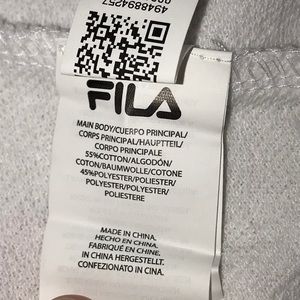 4948894257
FILA
MAIN BODY/CUERPO PRINCIPAL/
CORPS PRINCIPAL/HAUPTTEIL/
CORPO PRINCIPALE
55%COTTON/ALGODÓN/
COTON/BAUMWOLLE/COTONE
45%POLYESTER/POLIESTER/
POLYESTER/POLYESTER/
POLIESTERE
MADE IN CHINA.
HECHO EN CHINA.
FABRIQUÉ EN CHINE.
IN CHINA HERGESTELLT.
CONFEZIONATO IN CINA.